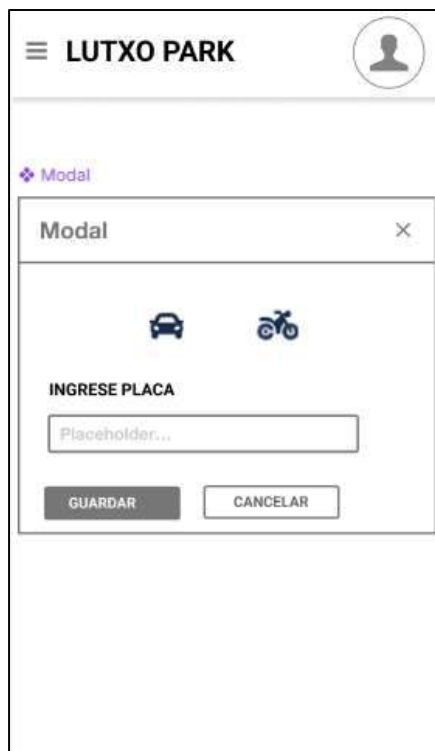 LUTXO PARK
Modal
Modal
INGRESE PLACA
Placeholder...
GUARDAR
CANCELAR